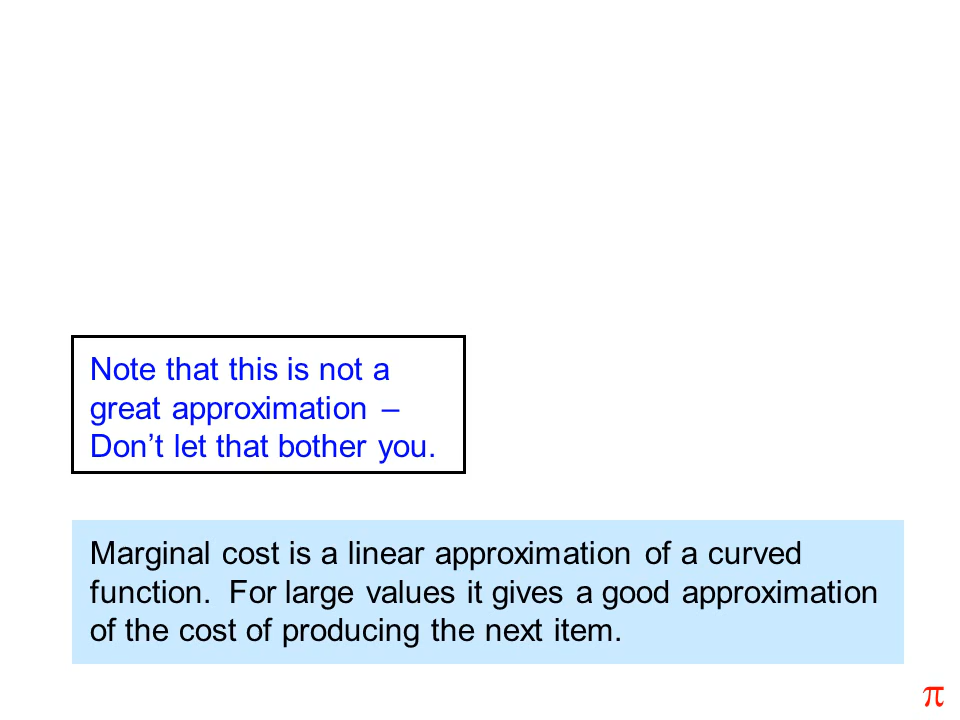 Note that this is not a
great approximation –
Don’t let that bother you.
Marginal cost is a linear approximation of a curved
function.  For large values it gives a good approximation
of the cost of producing the next item.
π